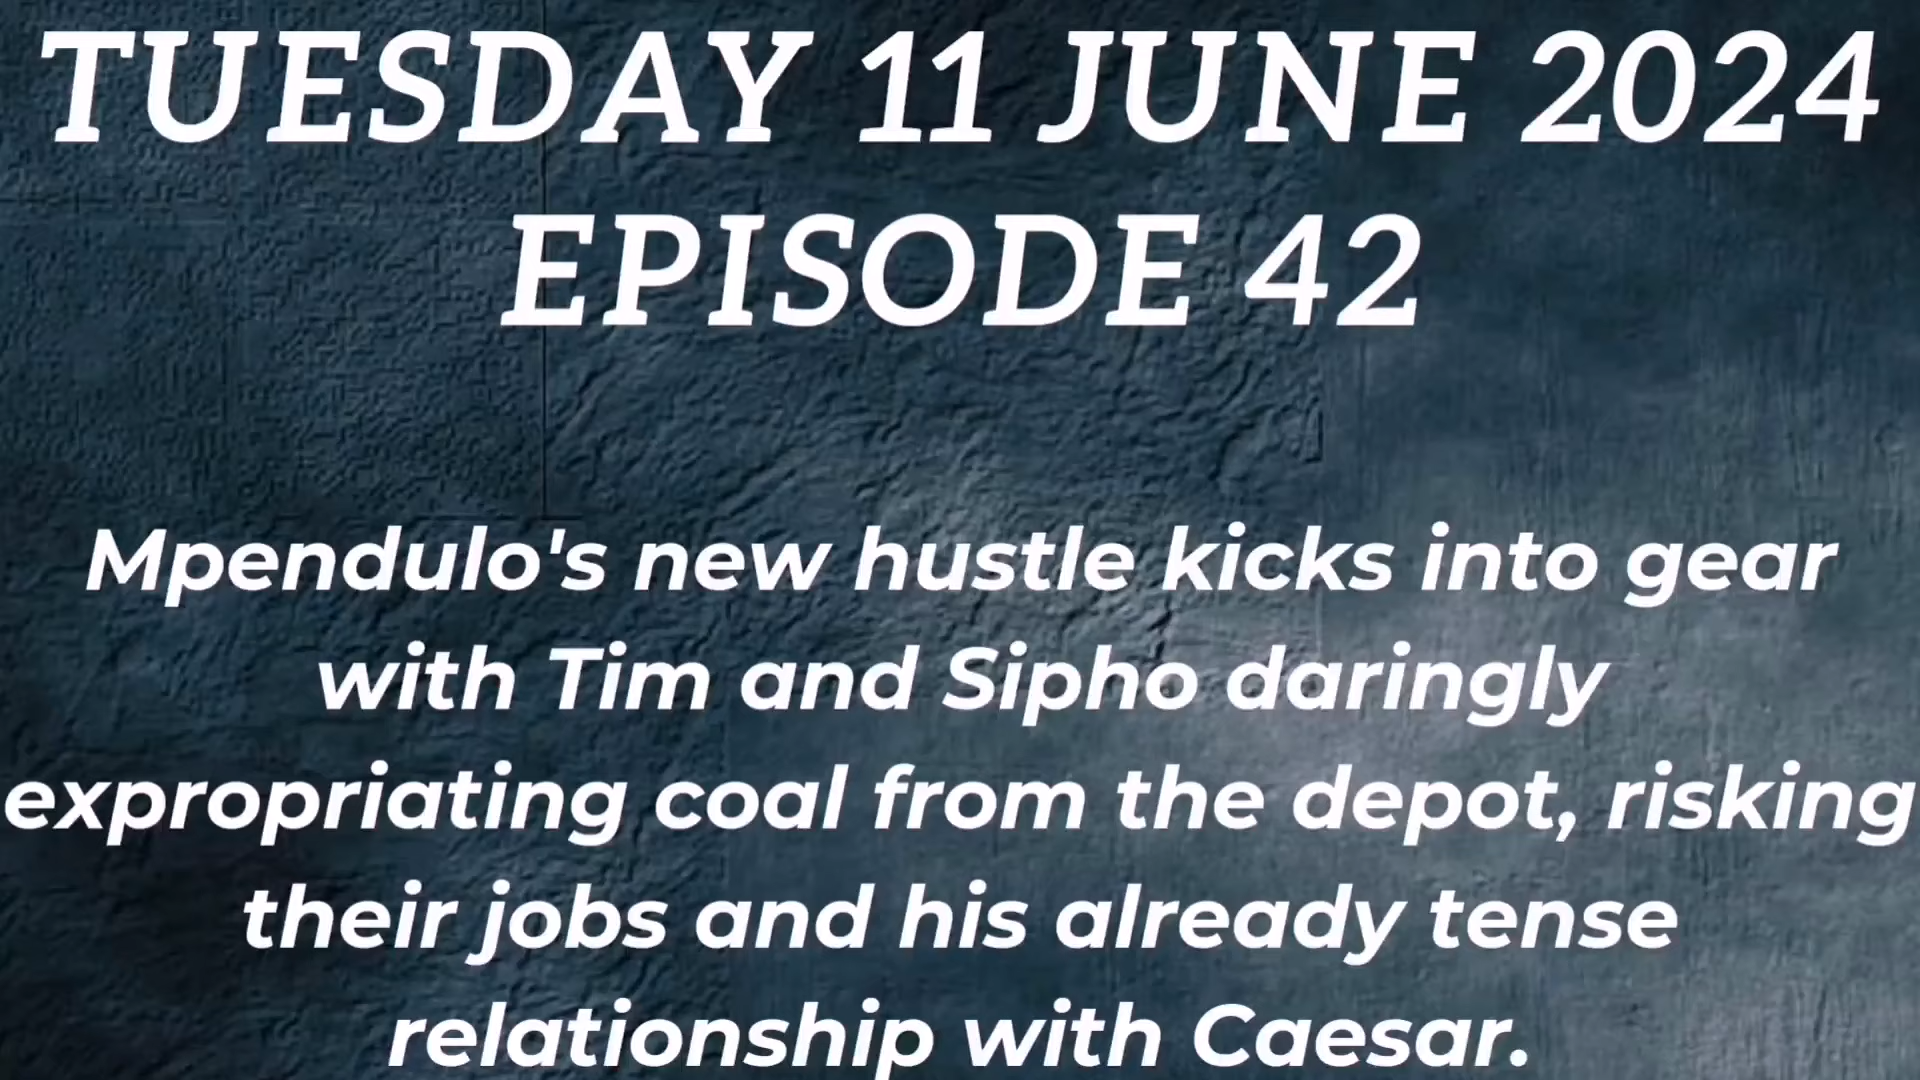 TUESDAY 11 JUNE 2024
EPISODE 42
Mpendulo's new hustle kicks into gear
with Tim and Sipho daringly
expropriating coal from the depot, risking
their jobs and his already tense
relationship with Caesar.